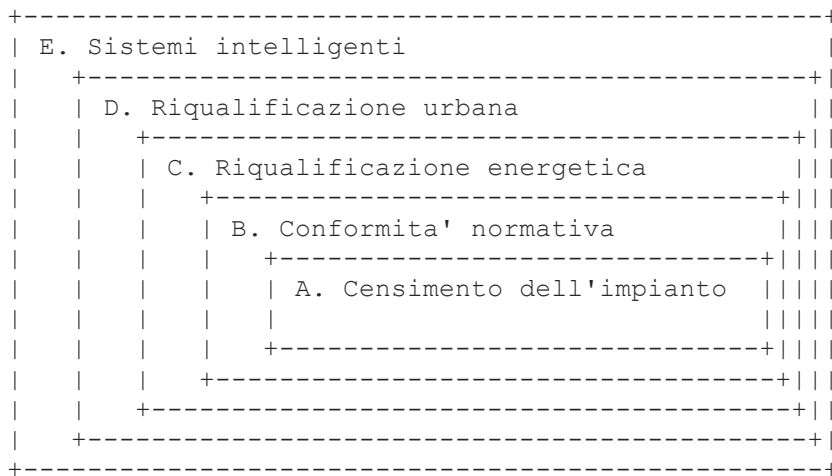 E. Sistemi intelligenti
D. Riqualificazione urbana
C. Riqualificazione energetica
B. Conformita' normativa
A. Censimento dell'impianto